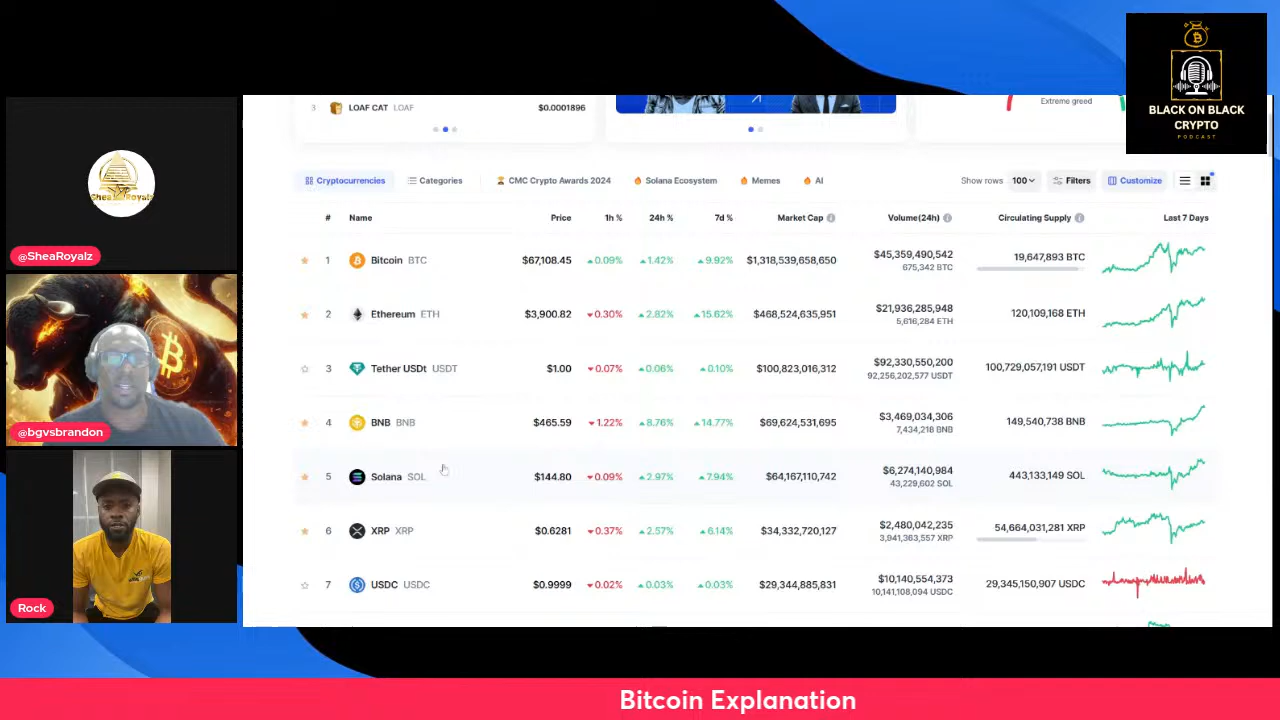 3 LOAF CAT LOAF $0.0001896
Extreme greed
BLACK ON BLACK
CRYPTO
PODCAST
Shea Royalz
@SheaRoyalz
@bgvsbrandon
Rock
Cryptocurrencies Categories CMC Crypto Awards 2024 Solana Ecosystem Memes AI Show rows 100 Filters Customize
# Name Price 1h % 24h % 7d % Market Cap Volume(24h) Circulating Supply Last 7 Days
1 Bitcoin BTC $67,108.45 0.09% 1.42% 9.92% $1,318,539,658,650 $45,359,490,542 19,647,893 BTC
675,342 BTC
2 Ethereum ETH $3,900.82 0.30% 2.82% 15.62% $468,524,635,951 $21,936,285,948 120,109,168 ETH
5,616,284 ETH
3 Tether USDt USDT $1.00 0.07% 0.06% 0.10% $100,823,016,312 $92,330,550,200 100,729,057,191 USDT
92,256,202,577 USDT
4 BNB BNB $465.59 1.22% 8.76% 14.77% $69,624,531,695 $3,469,034,306 149,540,738 BNB
7,434,218 BNB
5 Solana SOL $144.80 0.09% 2.97% 7.94% $64,167,110,742 $6,274,140,984 443,133,149 SOL
43,229,602 SOL
6 XRP XRP $0.6281 0.37% 2.57% 6.14% $34,332,720,127 $2,480,042,235 54,664,031,281 XRP
3,941,363,557 XRP
7 USDC USDC $0.9999 0.02% 0.03% 0.03% $29,344,885,831 $10,140,554,373 29,345,150,907 USDC
10,141,108,094 USDC
Bitcoin Explanation